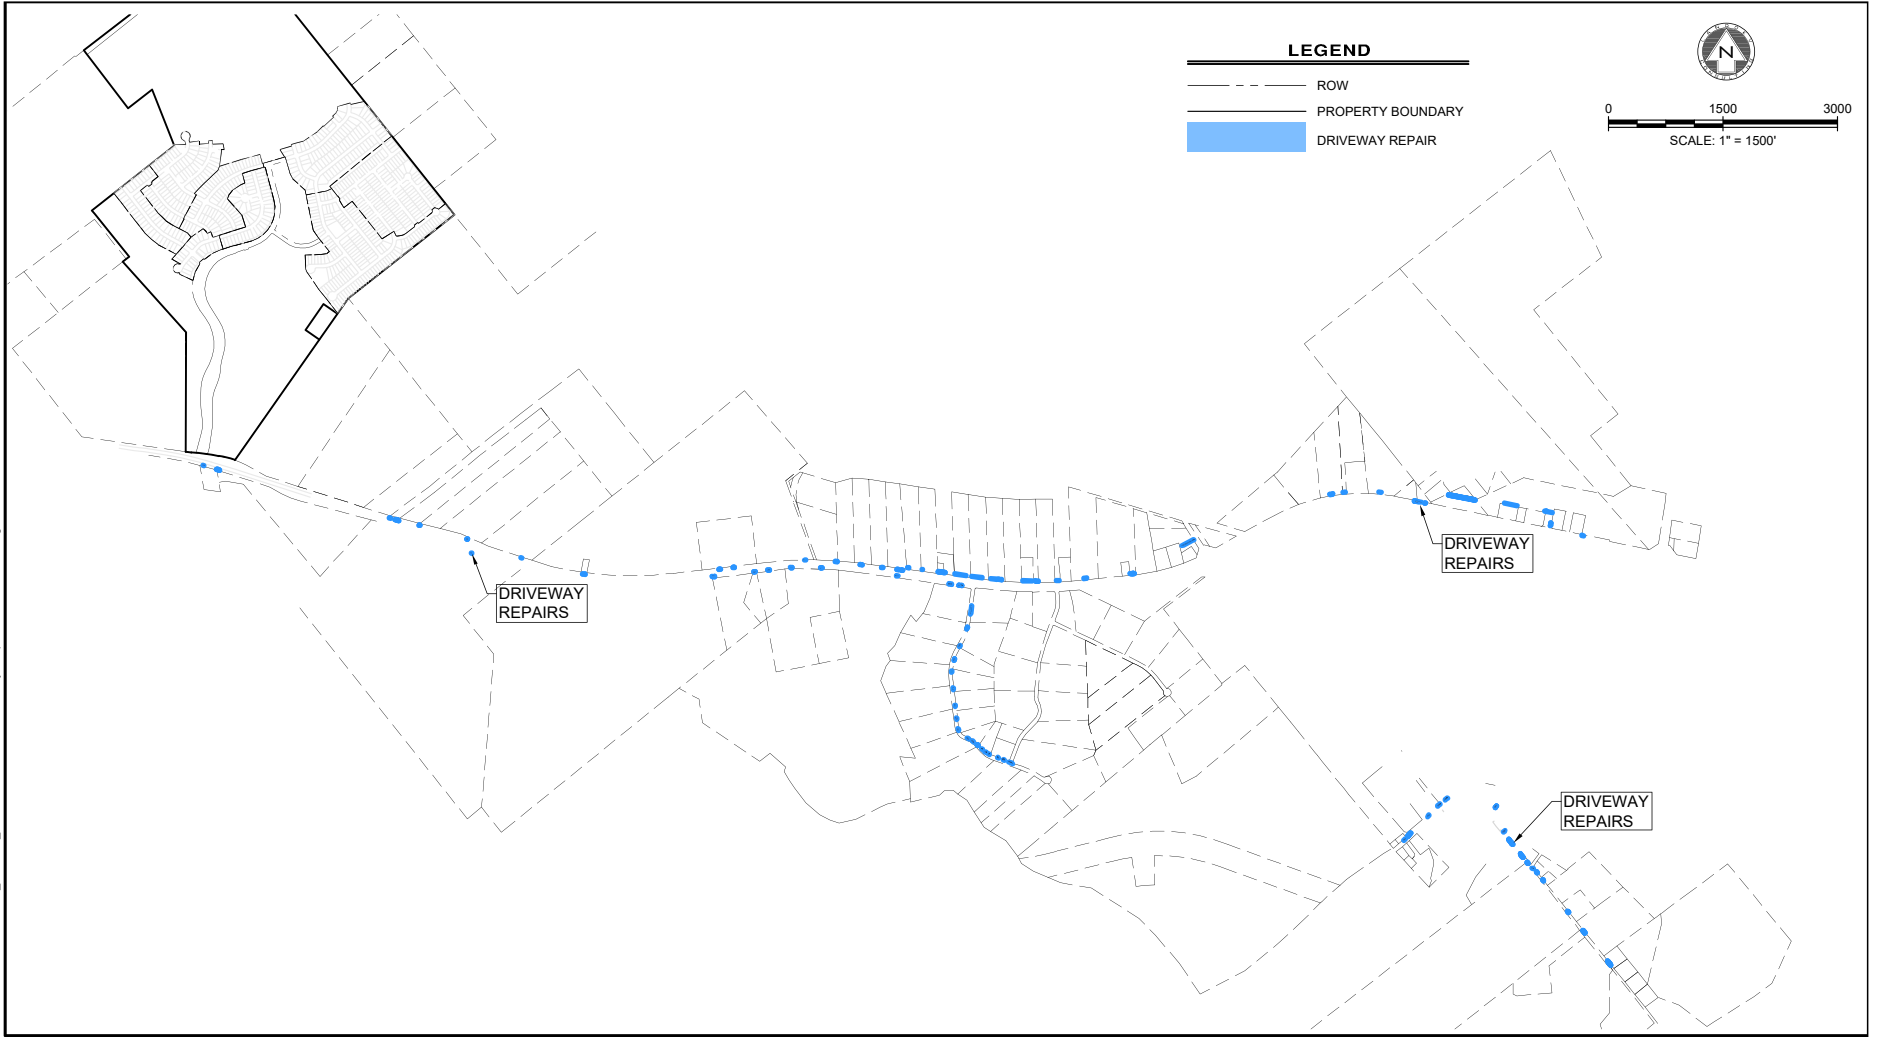 LEGEND
ROW
PROPERTY BOUNDARY
DRIVEWAY REPAIR
N
0 1500 3000
SCALE: 1" = 1500'
DRIVEWAY
REPAIRS
DRIVEWAY
REPAIRS
DRIVEWAY
REPAIRS